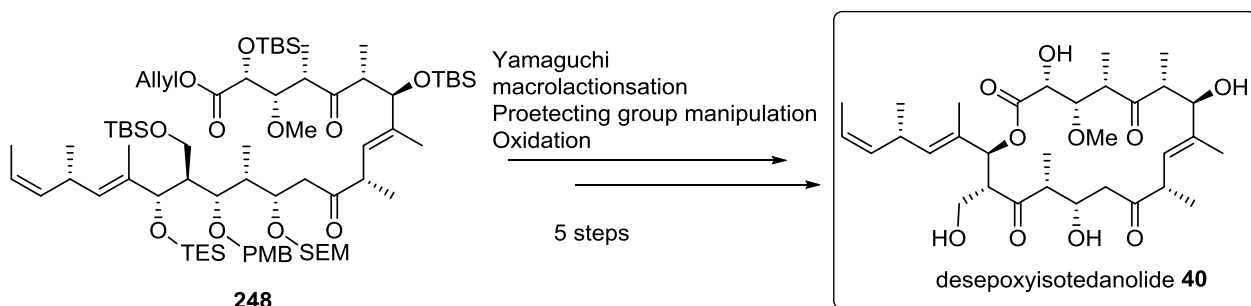 OTBS
AllylO
OTBS
O
OMe
O
TBSO
O
TES
O
PMB
O
SEM
O
248
Yamaguchi
macrolactionsation
Proetecting group manipulation
Oxidation
5 steps
OH
O
OH
O
OMe
O
HO
O
OH
O
desepoxyisotedanolide 40